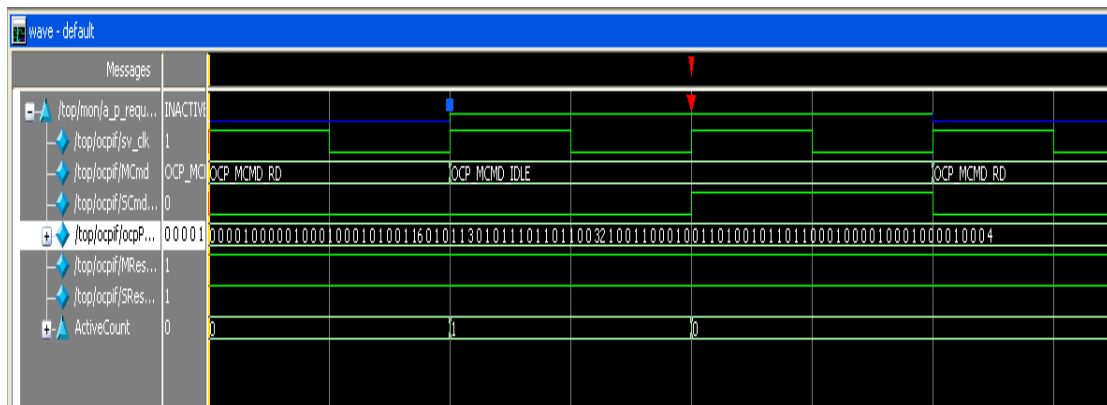 wave - default
Messages
/top/mon/a_p_requ... INACTIVE
/top/ocpif/sv_clk 1
/top/ocpif/MCmd OCP_MC OCP_MCMD_RD OCP_MCMD_IDLE OCP_MCMD_RD
/top/ocpif/SCmd... 0
/top/ocpif/ocpP... 00001
/top/ocpif/MRes... 1
/top/ocpif/SRes... 1
ActiveCount 0 0 1 0